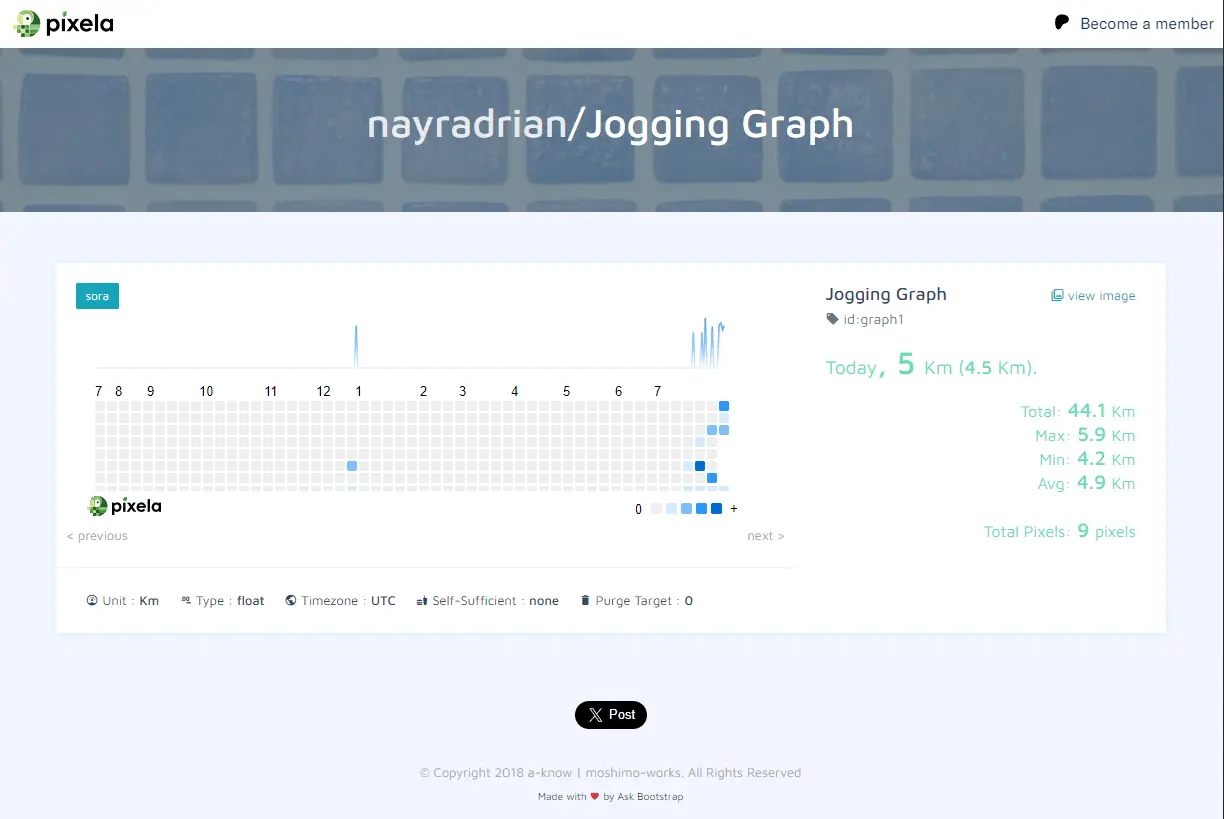 pixela
Become a member
nayradrian/Jogging Graph
sora
7 8 9 10 11 12 1 2 3 4 5 6 7
pixela
0 +
< previous
next >
Unit : Km Type : float Timezone : UTC Self-Sufficient : none Purge Target : 0
Jogging Graph
view image
id:graph1
Today, 5 Km (4.5 Km).
Total: 44.1 Km
Max: 5.9 Km
Min: 4.2 Km
Avg: 4.9 Km
Total Pixels: 9 pixels
Post
© Copyright 2018 a-know | moshimo-works. All Rights Reserved
Made with ❤ by Ask Bootstrap